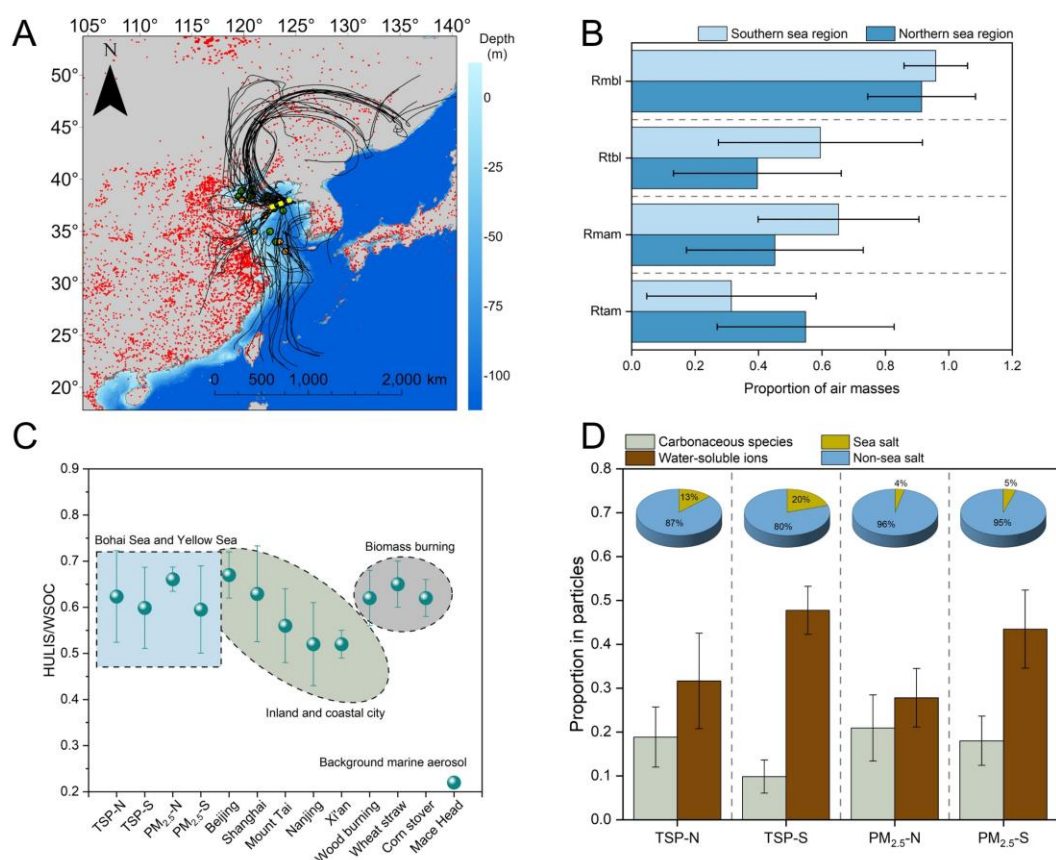 A
105° 110° 115° 120° 125° 130° 135° 140°
N
50°
45°
40°
35°
30°
25°
20°
0 500 1,000 2,000 km
Depth
(m)
0
-25
-50
-75
-100
B
Southern sea region Northern sea region
Rmbl
Rtbl
Rmam
Rtam
0.0 0.2 0.4 0.6 0.8 1.0 1.2
Proportion of air masses
C
HULIS/WSOC
0.9
0.8
0.7
0.6
0.5
0.4
0.3
0.2
Bohai Sea and Yellow Sea
Biomass burning
Inland and coastal city
Background marine aerosol
TSP-N
TSP-S
PM2.5-N
PM2.5-S
Beijing
Shanghai
Mount Tai
Nanjing
Xi'an
Wood burning
Wheat straw
Corn stover
Mace Head
D
Carbonaceous species Sea salt
Water-soluble ions Non-sea salt
Proportion in particles
0.8
0.7
0.6
0.5
0.4
0.3
0.2
0.1
0.0
13%
87%
20%
80%
4%
96%
5%
95%
TSP-N TSP-S PM2.5-N PM2.5-S